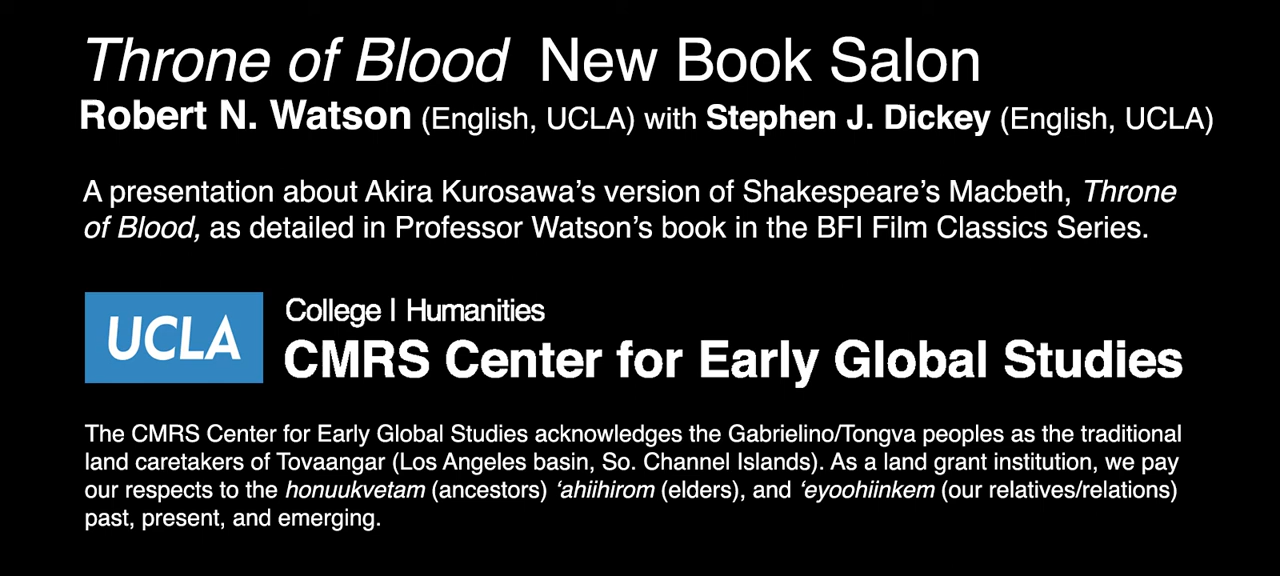 Throne of Blood New Book Salon
Robert N. Watson (English, UCLA) with Stephen J. Dickey (English, UCLA)
A presentation about Akira Kurosawa’s version of Shakespeare’s Macbeth, Throne
of Blood, as detailed in Professor Watson’s book in the BFI Film Classics Series.
UCLA
College | Humanities
CMRS Center for Early Global Studies
The CMRS Center for Early Global Studies acknowledges the Gabrielino/Tongva peoples as the traditional
land caretakers of Tovaangar (Los Angeles basin, So. Channel Islands). As a land grant institution, we pay
our respects to the honuukvetam (ancestors) ‘ahiihirom (elders), and ‘eyoohiinkem (our relatives/relations)
past, present, and emerging.